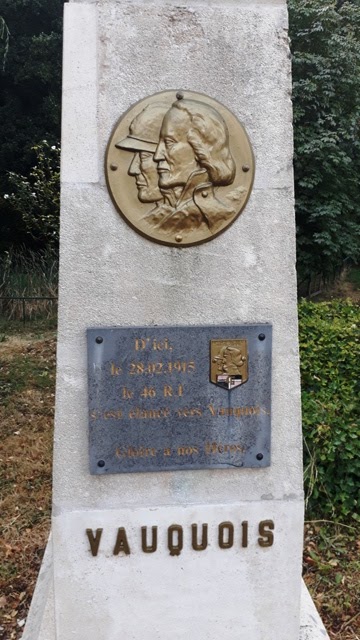 D'ici,
le 28.02.1915
le 46 R I
s'est élancé vers Vauquois
Gloire à nos Héros
VAUQUOIS